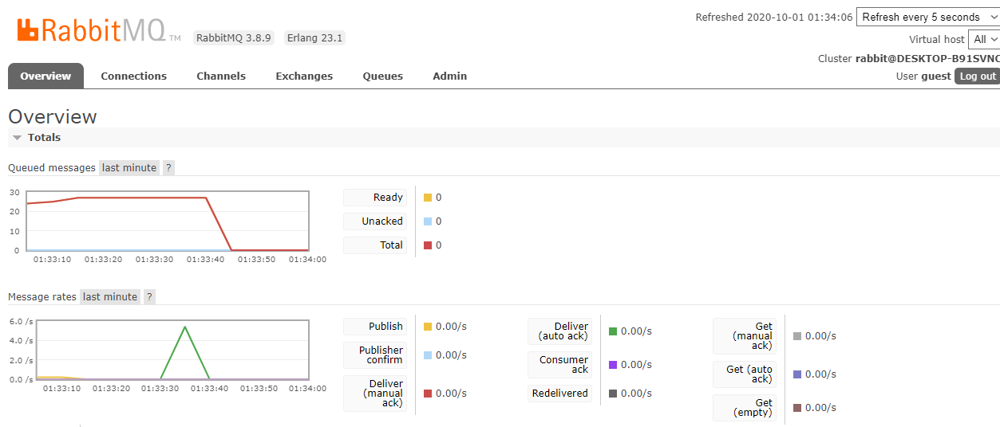 RabbitMQ TM RabbitMQ 3.8.9 Erlang 23.1
Refreshed 2020-10-01 01:34:06 Refresh every 5 seconds
Virtual host All
Cluster rabbit@DESKTOP-B91SVNC
User guest Log out
Overview Connections Channels Exchanges Queues Admin
Overview
Totals
Queued messages last minute ?
30
20
10
0
01:33:10 01:33:20 01:33:30 01:33:40 01:33:50 01:34:00
Ready 0
Unacked 0
Total 0
Message rates last minute ?
6.0 /s
4.0 /s
2.0 /s
0.0 /s
01:33:10 01:33:20 01:33:30 01:33:40 01:33:50 01:34:00
Publish 0.00/s
Publisher
confirm 0.00/s
Deliver
(manual
ack) 0.00/s
Deliver
(auto ack) 0.00/s
Consumer
ack 0.00/s
Redelivered 0.00/s
Get
(manual
ack) 0.00/s
Get (auto
ack) 0.00/s
Get
(empty) 0.00/s